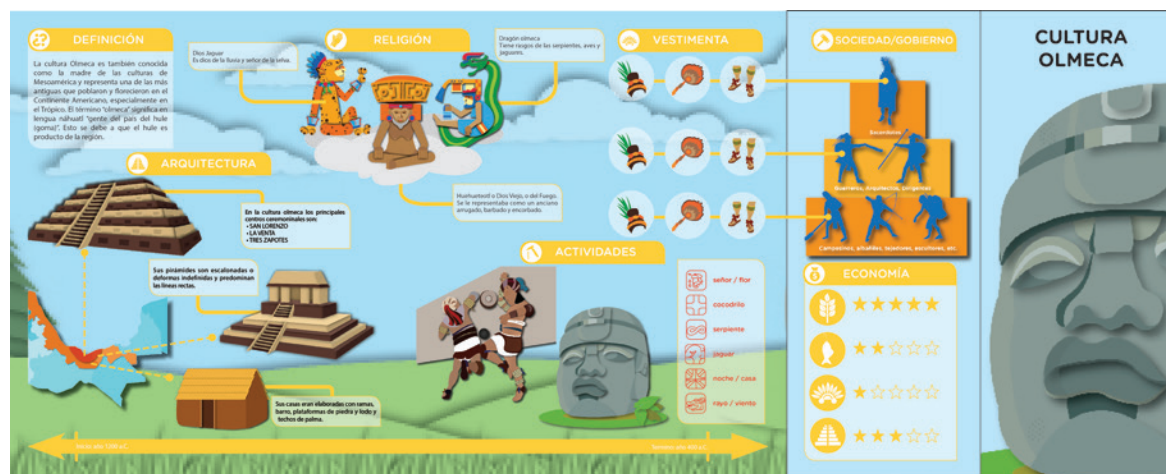 DEFINICIÓN
La cultura Olmeca es también conocida
como la madre de las culturas de
Mesoamérica y representa una de las más
antiguas que poblaron y florecieron en el
Continente Americano, especialmente en
el Trópico. El término "olmeca" significa en
lengua náhuatl "gente del país del hule
(goma)". Esto se debe a que el hule es
producto de la región.
RELIGIÓN
Dios Jaguar
Es dios de la lluvia y señor de la selva.
Dragón olmeca
Tiene rasgos de las serpientes, aves y
jaguares.
Huehueteotl o Dios Viejo, o del Fuego.
Se le representaba como un anciano
arrugado, barbado y encorbado.
ARQUITECTURA
En la cultura olmeca los principales
centros ceremoniales son:
• SAN LORENZO
• LA VENTA
• TRES ZAPOTES
Sus pirámides son escalonadas o
deformas indefinidas y predominan
las líneas rectas.
Sus casas eran elaboradas con ramas,
barro, plataformas de piedra y lodo y
techos de palma.
VESTIMENTA
ACTIVIDADES
señor / flor
cocodrilo
serpiente
jaguar
noche / casa
rayo / viento
SOCIEDAD/GOBIERNO
Sacerdotes
Guerreros, Arquitectos, dirigentes
Campesinos, albañiles, tejedores, escultores, etc.
ECONOMÍA
CULTURA
OLMECA